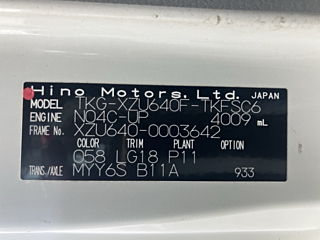 Hino Motors, Ltd. JAPAN
MODEL TKG-XZU640F-TKFSC6
ENGINE N04C-UP 4009 mL
FRAME No. XZU640-0003642
COLOR TRIM PLANT OPTION
058 LG18 P11
TRANS/AXLE MYY6S B11A 933